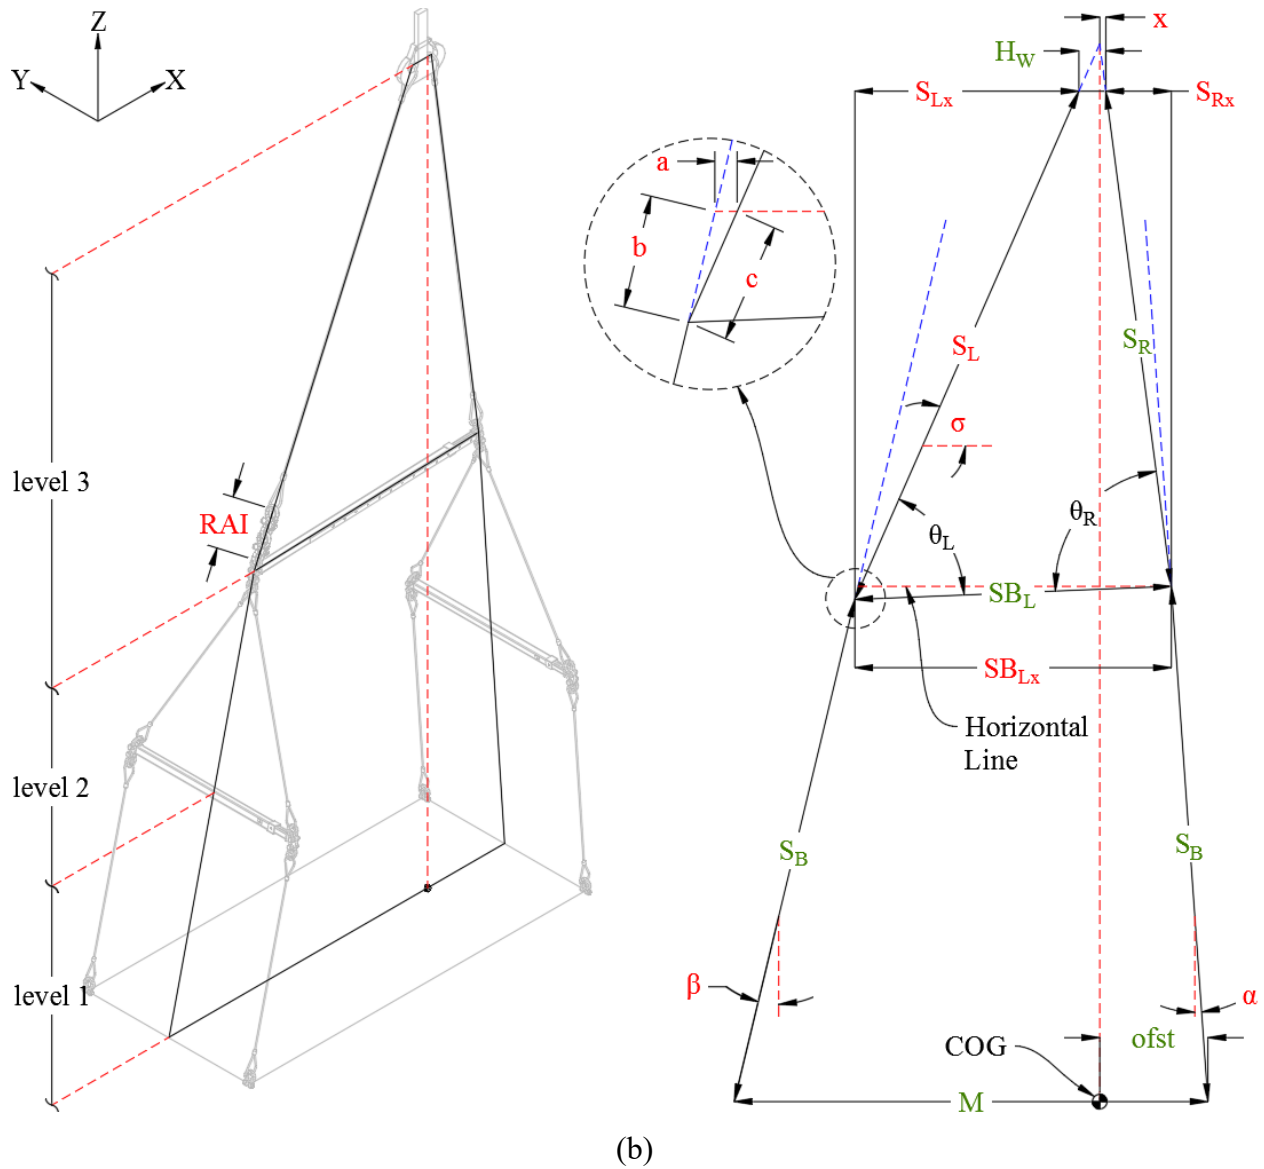 Z
Y
X
level 3
RAI
level 2
level 1
x
H_W
S_Lx
S_Rx
a
b
c
S_L
S_R
σ
θ_L
θ_R
SB_L
SB_Lx
Horizontal
Line
S_B
S_B
β
α
ofst
COG
M
(b)